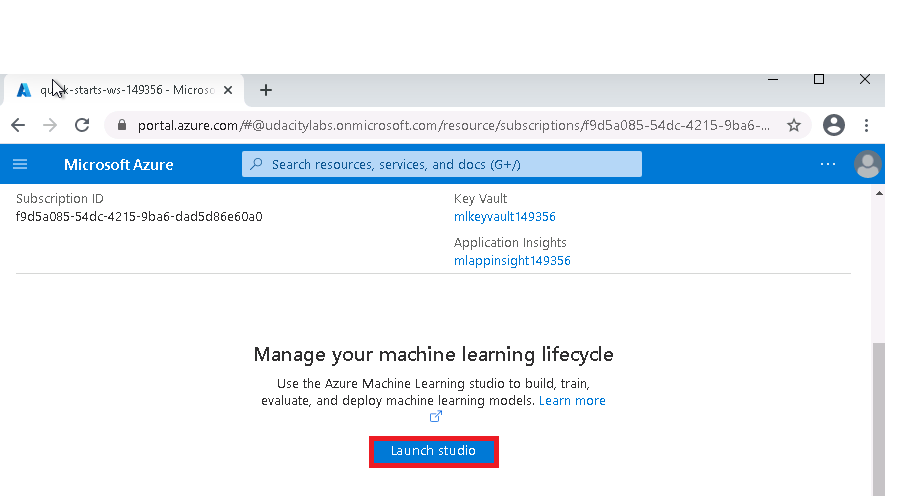 quick-starts-ws-149356 - Microso
portal.azure.com/#@udacitylabs.onmicrosoft.com/resource/subscriptions/f9d5a085-54dc-4215-9ba6-...
Microsoft Azure
Search resources, services, and docs (G+/)
Subscription ID
f9d5a085-54dc-4215-9ba6-dad5d86e60a0
Key Vault
mlkeyvault149356
Application Insights
mlappinsight149356
Manage your machine learning lifecycle
Use the Azure Machine Learning studio to build, train,
evaluate, and deploy machine learning models. Learn more
Launch studio